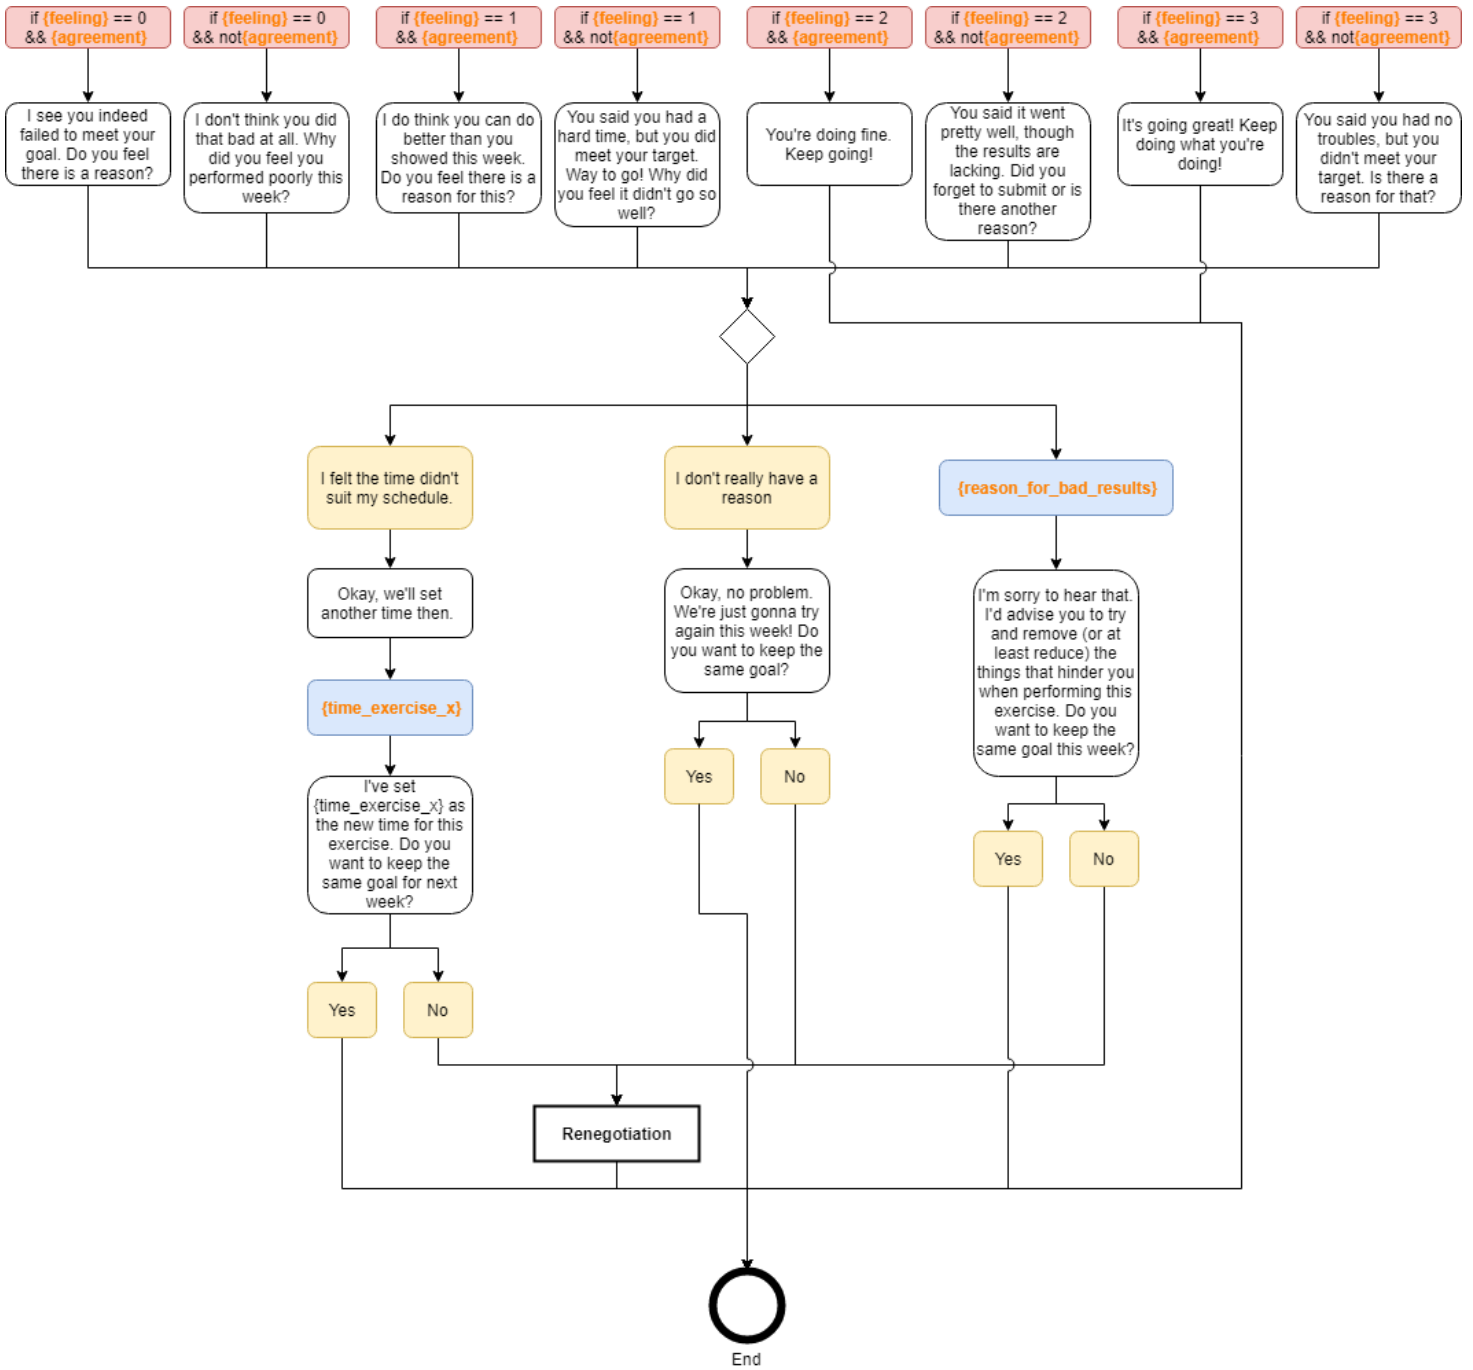 if {feeling} == 0
&& {agreement}
if {feeling} == 0
&& not{agreement}
if {feeling} == 1
&& {agreement}
if {feeling} == 1
&& not{agreement}
if {feeling} == 2
&& {agreement}
if {feeling} == 2
&& not{agreement}
if {feeling} == 3
&& {agreement}
if {feeling} == 3
&& not{agreement}
I see you indeed
failed to meet your
goal. Do you feel
there is a reason?
I don't think you did
that bad at all. Why
did you feel you
performed poorly this
week?
I do think you can do
better than you
showed this week.
Do you feel there is a
reason for this?
You said you had a
hard time, but you did
meet your target.
Way to go! Why did
you feel it didn't go so
well?
You're doing fine.
Keep going!
You said it went
pretty well, though
the results are
lacking. Did you
forget to submit or is
there another
reason?
It's going great! Keep
doing what you're
doing!
You said you had no
troubles, but you
didn't meet your
target. Is there a
reason for that?
I felt the time didn't
suit my schedule.
I don't really have a
reason
{reason_for_bad_results}
Okay, we'll set
another time then.
Okay, no problem.
We're just gonna try
again this week! Do
you want to keep the
same goal?
I'm sorry to hear that.
I'd advise you to try
and remove (or at
least reduce) the
things that hinder you
when performing this
exercise. Do you
want to keep the
same goal this week?
{time_exercise_x}
I've set
{time_exercise_x} as
the new time for this
exercise. Do you
want to keep the
same goal for next
week?
Yes
No
Yes
No
Yes
No
Renegotiation
End